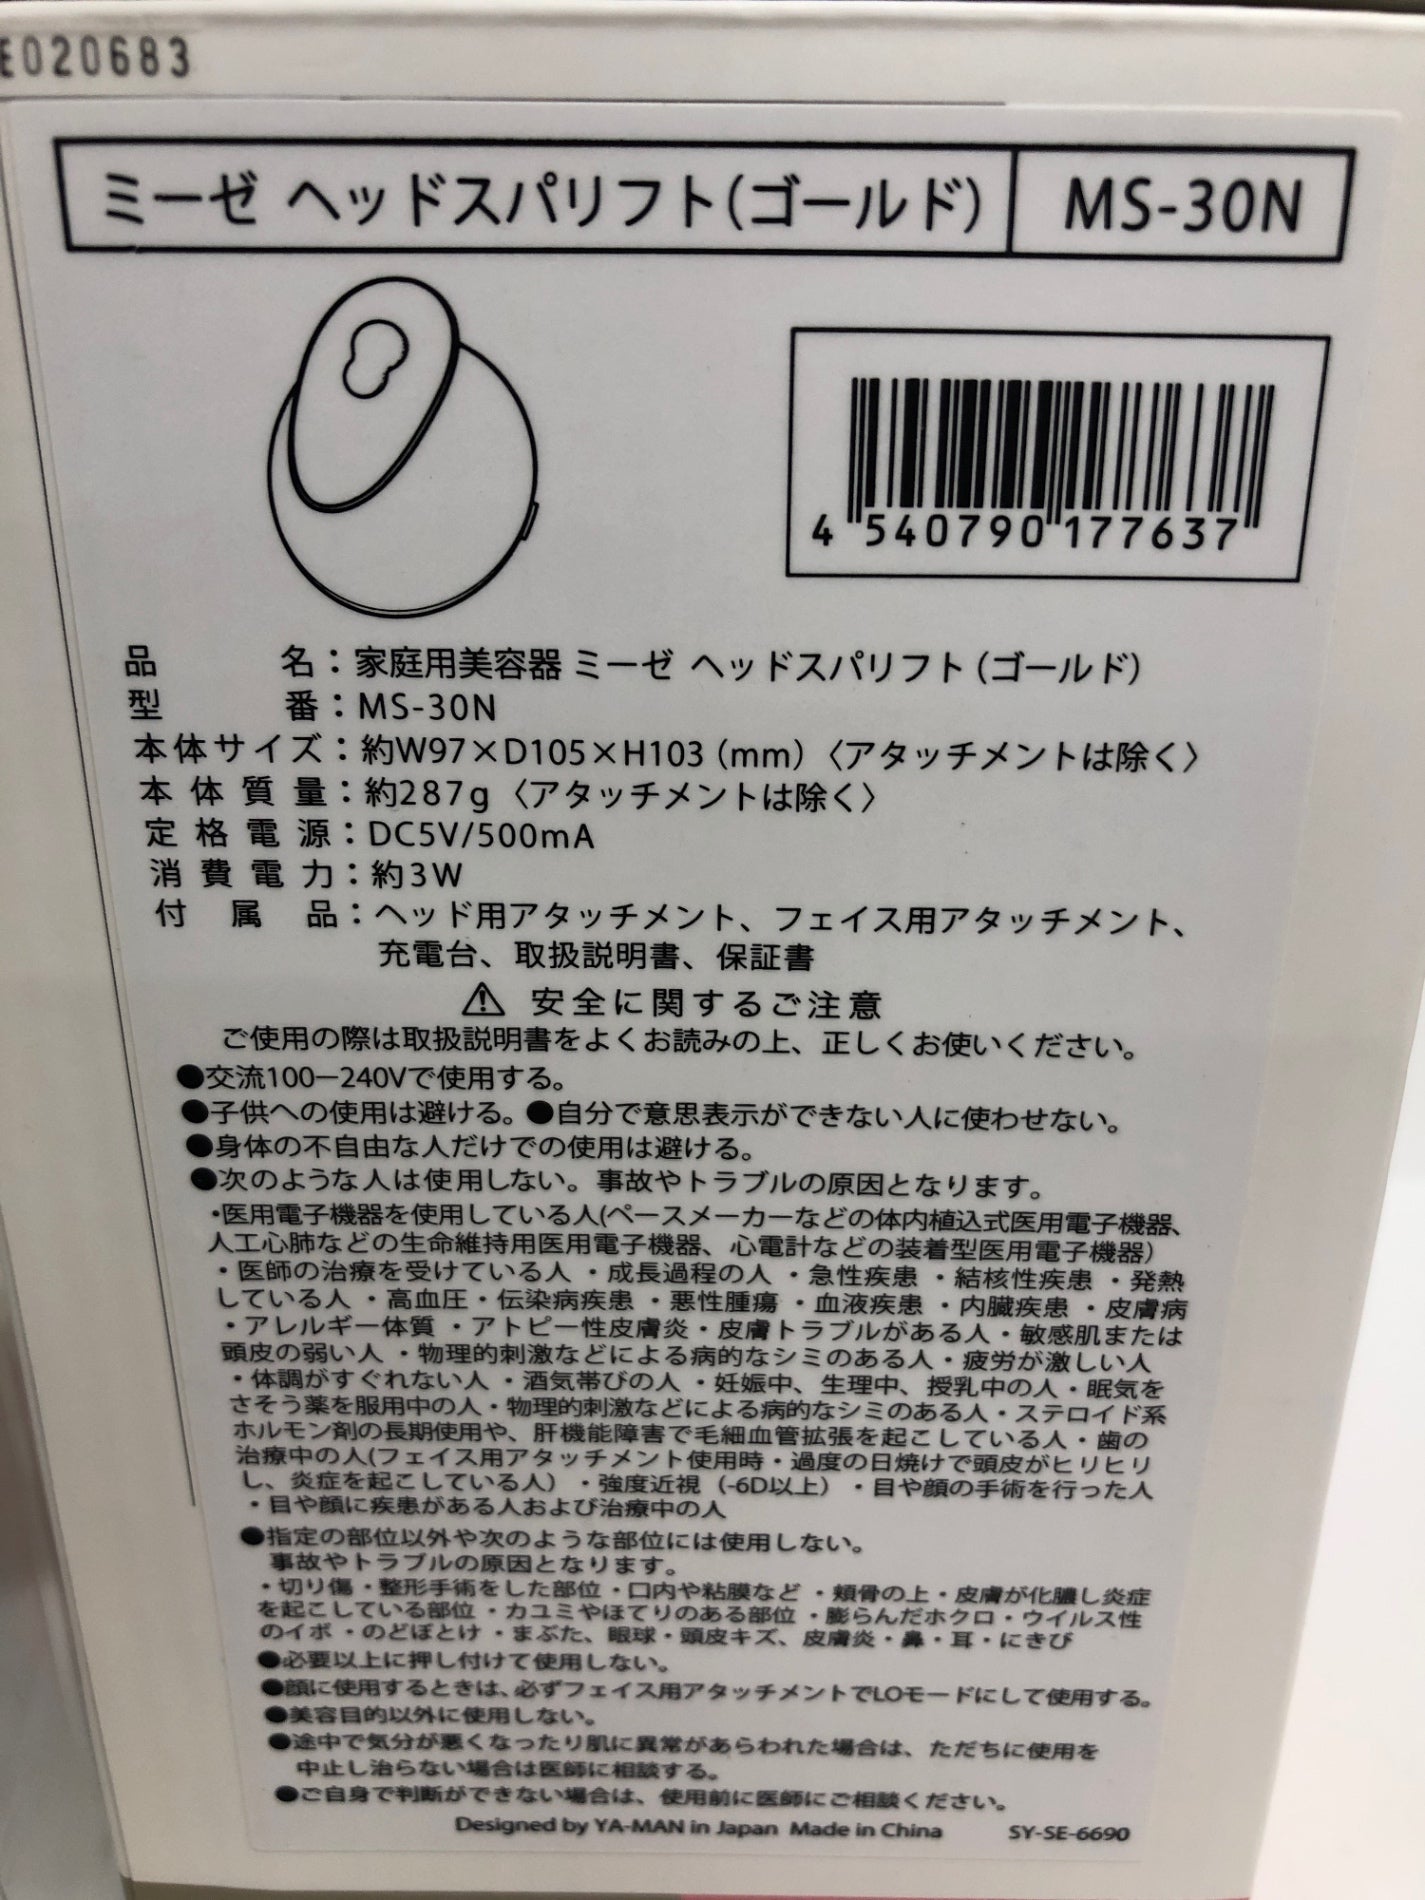 E020683
ミーゼ ヘッドスパリフト(ゴールド) MS-30N
4 540790 177637
品名：家庭用美容器 ミーゼ ヘッドスパリフト（ゴールド）
型番：MS-30N
本体サイズ：約W97×D105×H103（mm）〈アタッチメントは除く〉
本体質量：約287g〈アタッチメントは除く〉
定格電源：DC5V/500mA
消費電力：約3W
付属品：ヘッド用アタッチメント、フェイス用アタッチメント、
充電台、取扱説明書、保証書
⚠ 安全に関するご注意
ご使用の際は取扱説明書をよくお読みの上、正しくお使いください。
●交流100−240Vで使用する。
●子供への使用は避ける。●自分で意思表示ができない人に使わせない。
●身体の不自由な人だけでの使用は避ける。
●次のような人は使用しない。事故やトラブルの原因となります。
・医用電子機器を使用している人(ペースメーカーなどの体内植込式医用電子機器、
人工心肺などの生命維持用医用電子機器、心電計などの装着型医用電子機器）
・医師の治療を受けている人 ・成長過程の人 ・急性疾患 ・結核性疾患 ・発熱
している人 ・高血圧・伝染病疾患 ・悪性腫瘍 ・血液疾患 ・内臓疾患 ・皮膚病
・アレルギー体質 ・アトピー性皮膚炎・皮膚トラブルがある人・敏感肌または
頭皮の弱い人 ・物理的刺激などによる病的なシミのある人・疲労が激しい人
・体調がすぐれない人 ・酒気帯びの人 ・妊娠中、生理中、授乳中の人・眠気を
さそう薬を服用中の人・物理的刺激などによる病的なシミのある人・ステロイド系
ホルモン剤の長期使用や、肝機能障害で毛細血管拡張を起こしている人・歯の
治療中の人(フェイス用アタッチメント使用時・過度の日焼けで頭皮がヒリヒリ
し、炎症を起こしている人）・強度近視（-6D以上）・目や顔の手術を行った人
・目や顔に疾患がある人および治療中の人
●指定の部位以外や次のような部位には使用しない。
事故やトラブルの原因となります。
・切り傷・整形手術をした部位・口内や粘膜など ・頬骨の上・皮膚が化膿し炎症
を起こしている部位 ・カユミやほてりのある部位 ・膨らんだホクロ・ウイルス性
のイボ ・のどぼとけ ・まぶた、眼球・頭皮キズ、皮膚炎・鼻・耳・にきび
●必要以上に押し付けて使用しない。
●顔に使用するときは、必ずフェイス用アタッチメントでLOモードにして使用する。
●美容目的以外に使用しない。
●途中で気分が悪くなったり肌に異常があらわれた場合は、ただちに使用を
中止し治らない場合は医師に相談する。
●ご自身で判断ができない場合は、使用前に医師にご相談ください。
Designed by YA-MAN in Japan Made in China SY-SE-6690